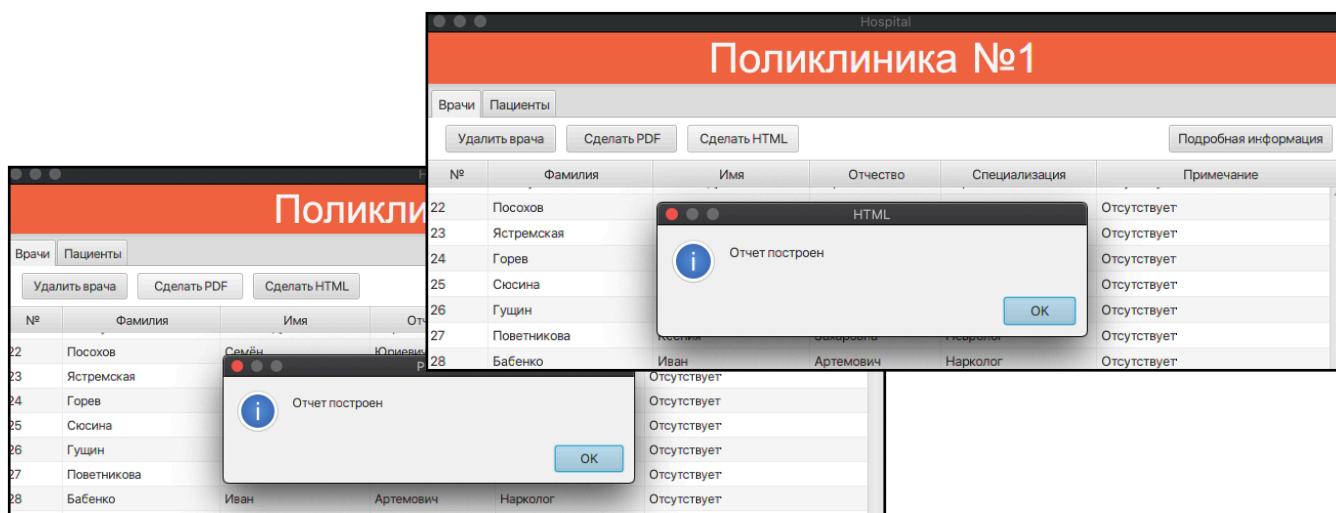 Hospital
Поликлиника №1
Врачи Пациенты
Удалить врача Сделать PDF Сделать HTML Подробная информация
№ Фамилия Имя Отчество Специализация Примечание
22 Посохов Отсутствует
23 Ястремская Отсутствует
24 Горев Отсутствует
25 Сюсина Отсутствует
26 Гущин Отсутствует
27 Поветникова Отсутствует
28 Бабенко Иван Артемович Нарколог Отсутствует
HTML
Отчет построен
OK
Поликли
Врачи Пациенты
Удалить врача Сделать PDF Сделать HTML
№ Фамилия Имя
22 Посохов Семён Юриевич
23 Ястремская Отсутствует
24 Горев Отсутствует
25 Сюсина Отсутствует
26 Гущин Отсутствует
27 Поветникова Отсутствует
28 Бабенко Иван Артемович Нарколог Отсутствует
Отчет построен
OK